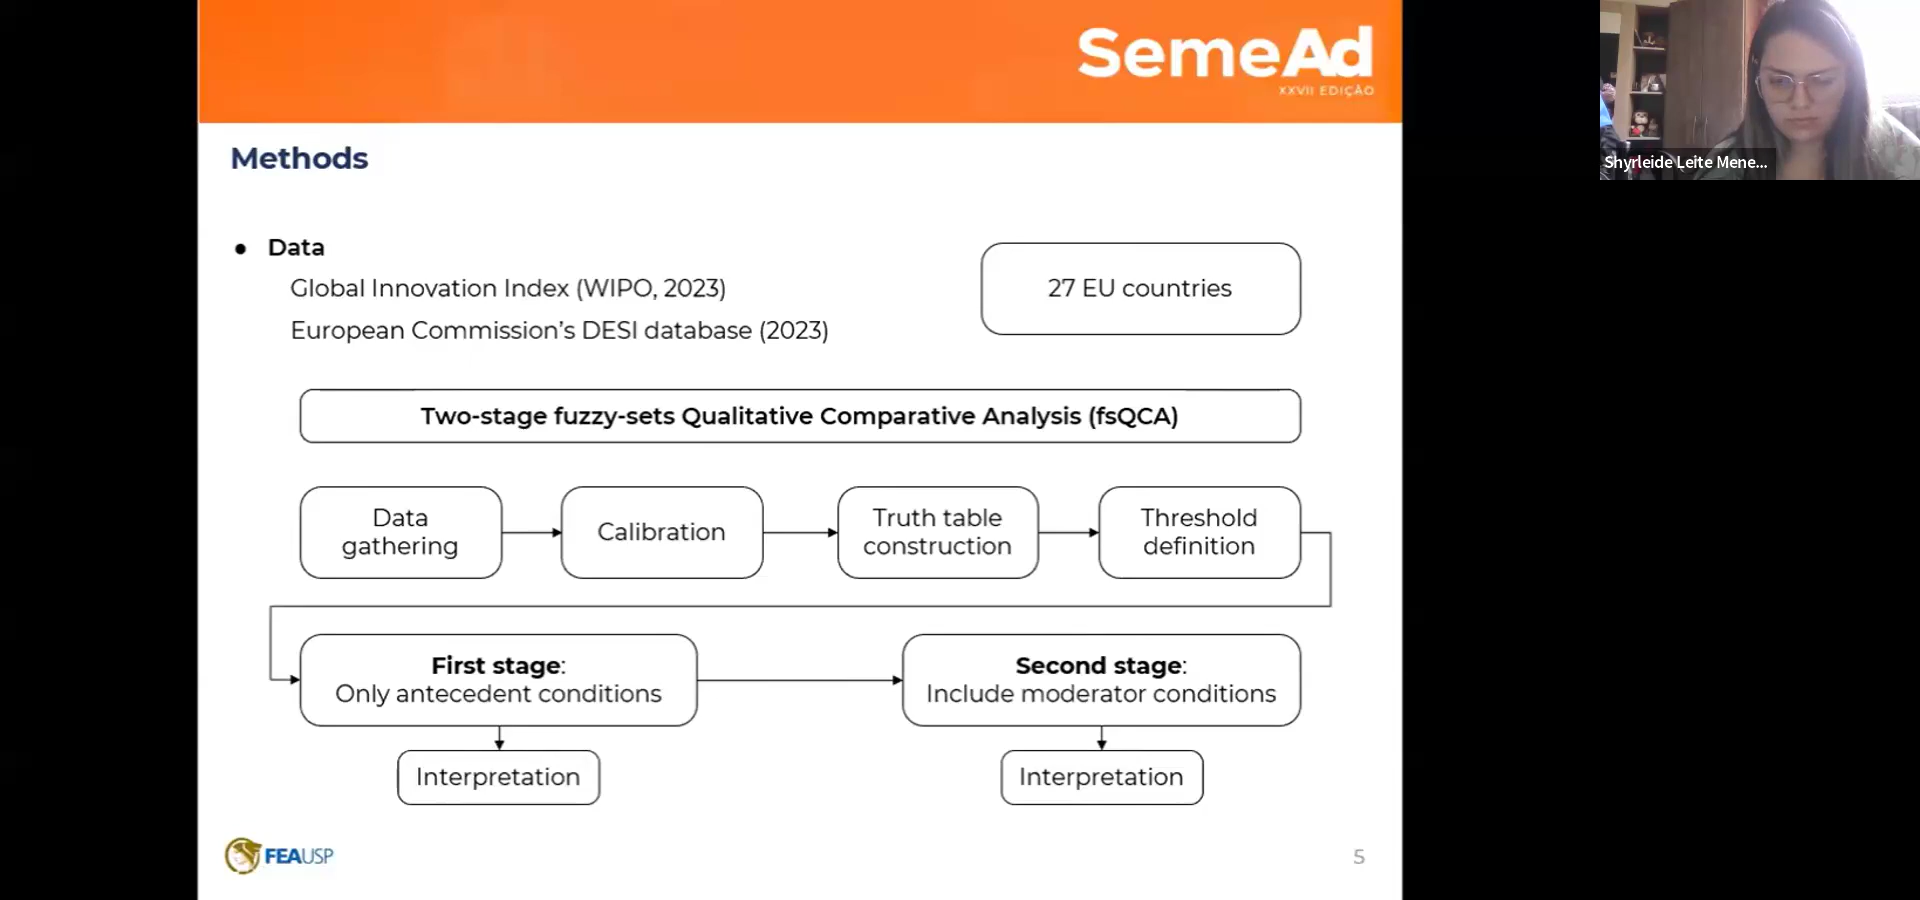 SemeAd
XXVII EDIÇÃO
Shyrleide Leite Mene...
Methods
● Data
Global Innovation Index (WIPO, 2023)
European Commission's DESI database (2023)
27 EU countries
Two-stage fuzzy-sets Qualitative Comparative Analysis (fsQCA)
Data
gathering
Calibration
Truth table
construction
Threshold
definition
First stage:
Only antecedent conditions
Second stage:
Include moderator conditions
Interpretation
Interpretation
FEAUSP
5